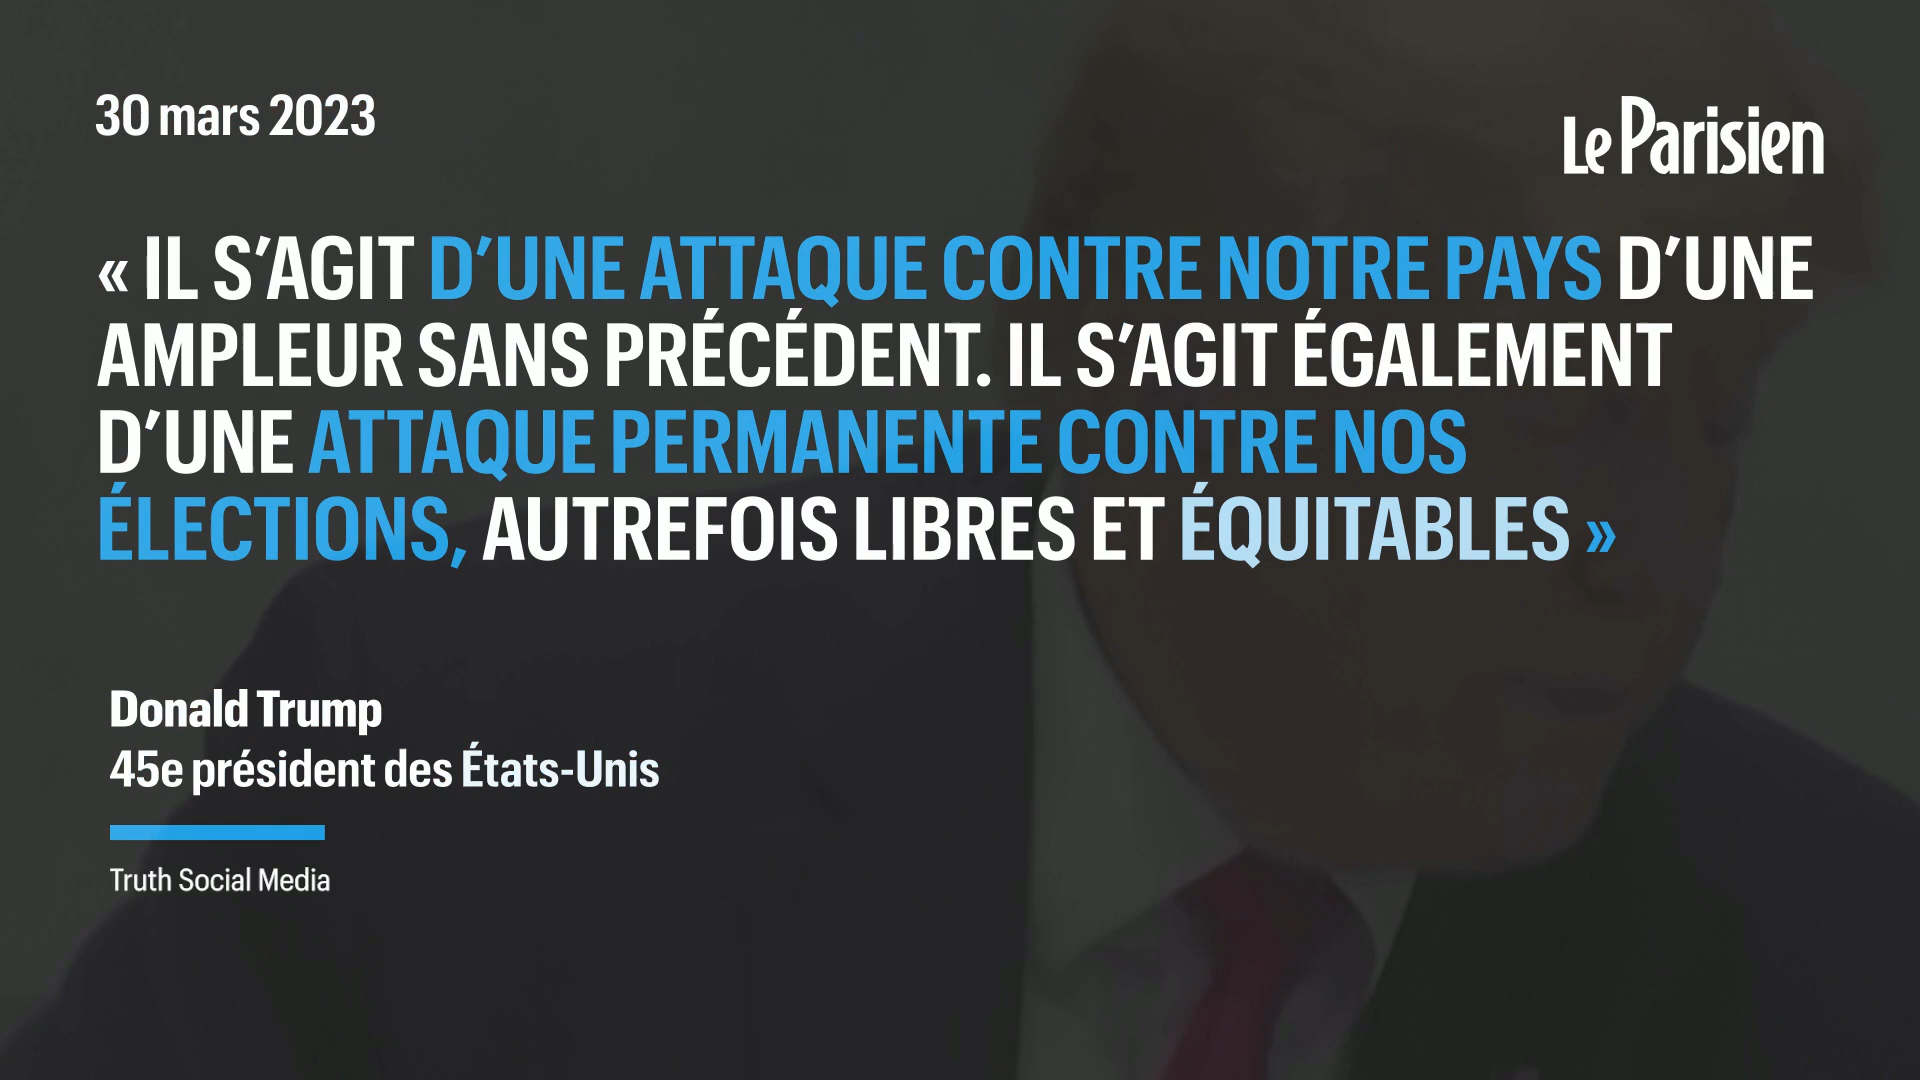 30 mars 2023
Le Parisien
« IL S’AGIT D’UNE ATTAQUE CONTRE NOTRE PAYS D’UNE
AMPLEUR SANS PRÉCÉDENT. IL S’AGIT ÉGALEMENT
D’UNE ATTAQUE PERMANENTE CONTRE NOS
ÉLECTIONS, AUTREFOIS LIBRES ET ÉQUITABLES »
Donald Trump
45e président des États-Unis
Truth Social Media